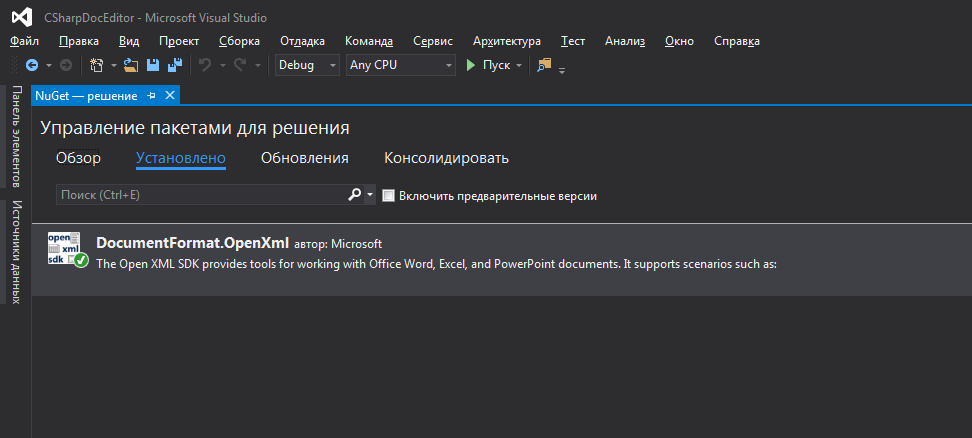 CSharpDocEditor - Microsoft Visual Studio
Файл Правка Вид Проект Сборка Отладка Команда Сервис Архитектура Тест Анализ Окно Справка
Debug Any CPU Пуск
NuGet — решение
Панель элементов
Источники данных
Управление пакетами для решения
Обзор Установлено Обновления Консолидировать
Поиск (Ctrl+E) Включить предварительные версии
open xml sdk
DocumentFormat.OpenXml автор: Microsoft
The Open XML SDK provides tools for working with Office Word, Excel, and PowerPoint documents. It supports scenarios such as: